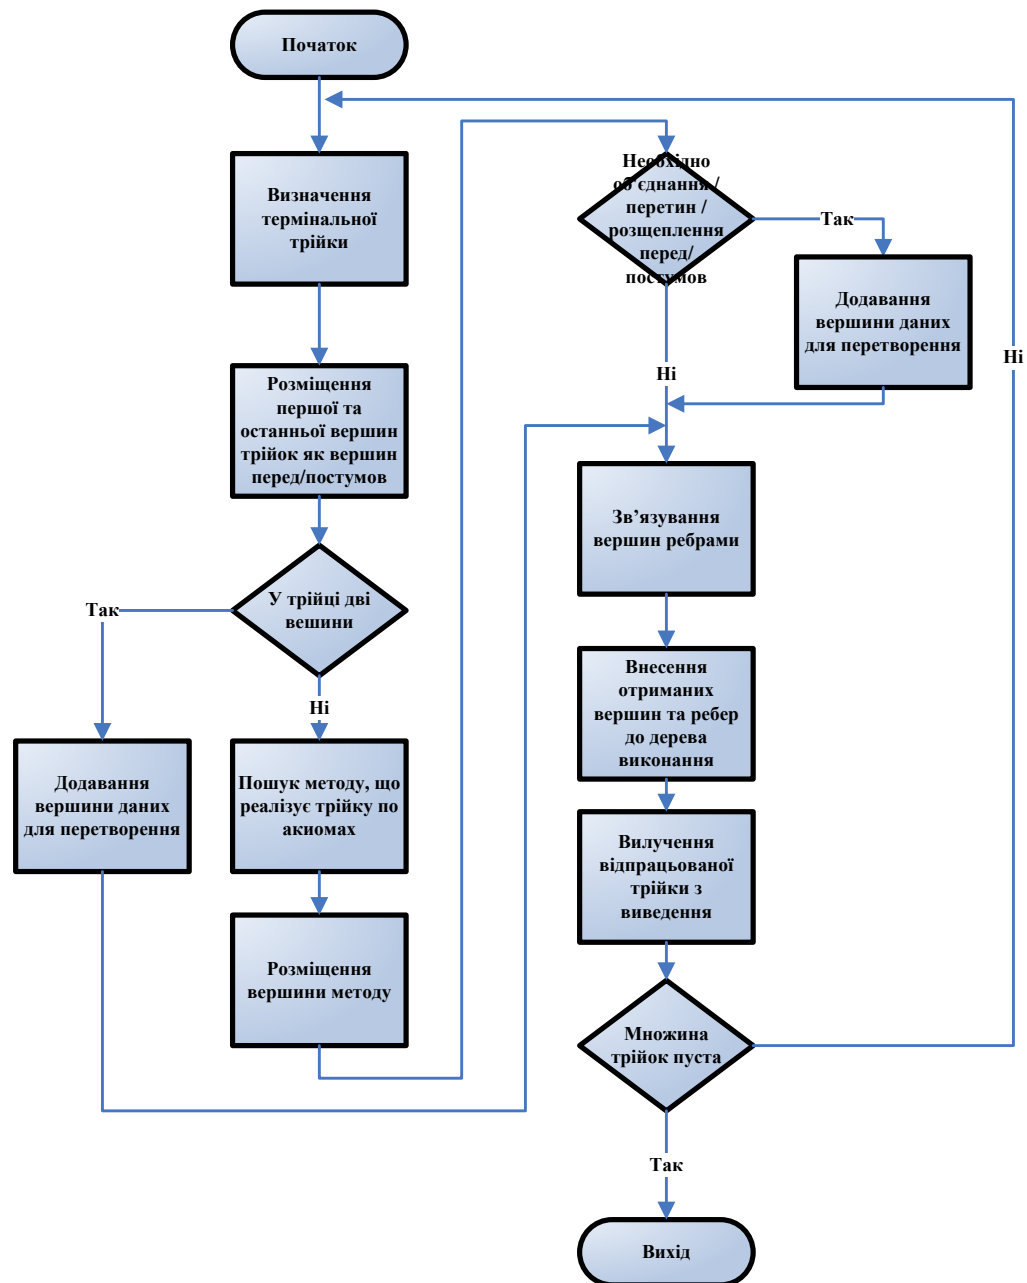 Початок
Визначення
термінальної
трійки
Розміщення
першої та
останньої вершин
трійок як вершин
перед/постумов
У трійці дві
вешини
Так
Ні
Додавання
вершини даних
для перетворення
Пошук методу, що
реалізує трійку по
акиомах
Розміщення
вершини методу
Необхідно
об’єднання /
перетин /
розщеплення
перед/
постумов
Так
Додавання
вершини даних
для перетворення
Ні
Ні
Зв’язування
вершин ребрами
Внесення
отриманих
вершин та ребер
до дерева
виконання
Вилучення
відпрацьованої
трійки з
виведення
Множина
трійок пуста
Так
Вихід